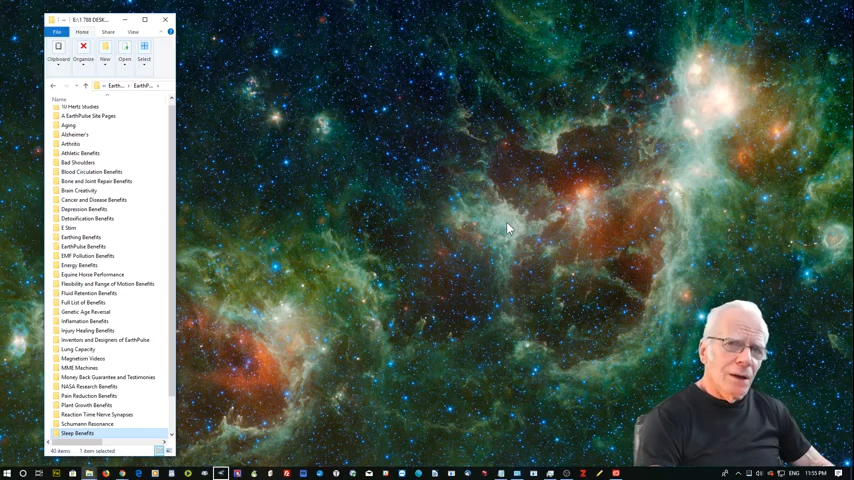 E:\1 788 DESK...
File Home Share View
Clipboard Organize New Open Select
Earth... EarthP...
Name
10 Hertz Studies
A EarthPulse Site Pages
Aging
Alzheimer's
Arthritis
Athletic Benefits
Bad Shoulders
Blood Circulation Benefits
Bone and Joint Repair Benefits
Brain Creativity
Cancer and Disease Benefits
Depression Benefits
Detoxification Benefits
E Stim
Earthing Benefits
EarthPulse Benefits
EMF Pollution Benefits
Energy Benefits
Equine Horse Performance
Flexibility and Range of Motion Benefits
Fluid Retention Benefits
Full List of Benefits
Genetic Age Reversal
Inflamation Benefits
Injury Healing Benefits
Inventors and Designers of EarthPulse
Lung Capacity
Magnetism Videos
MME Machines
Money Back Guarantee and Testimonies
NASA Research Benefits
Pain Reduction Benefits
Plant Growth Benefits
Reaction Time Nerve Synapses
Schumann Resonance
Sleep Benefits
40 items 1 item selected
ENG 11:55 PM